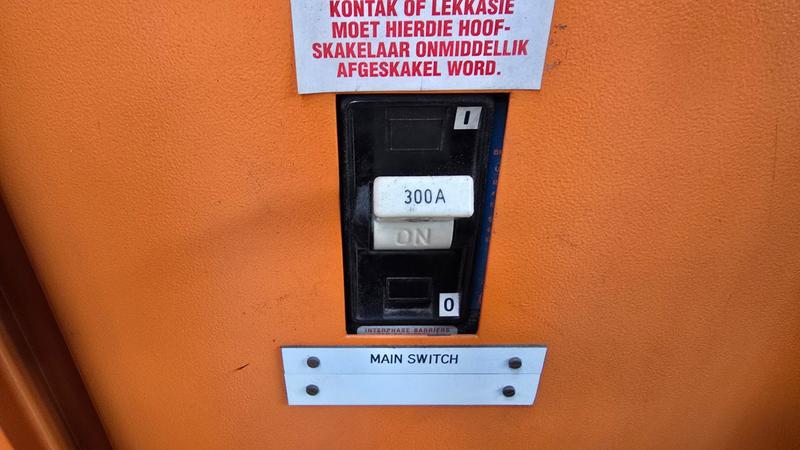 KONTAK OF LEKKASIE
MOET HIERDIE HOOF-
SKAKELAAR ONMIDDELLIK
AFGESKAKEL WORD.
I
300A
ON
0
INTERPHASE BARRIERS
MAIN SWITCH